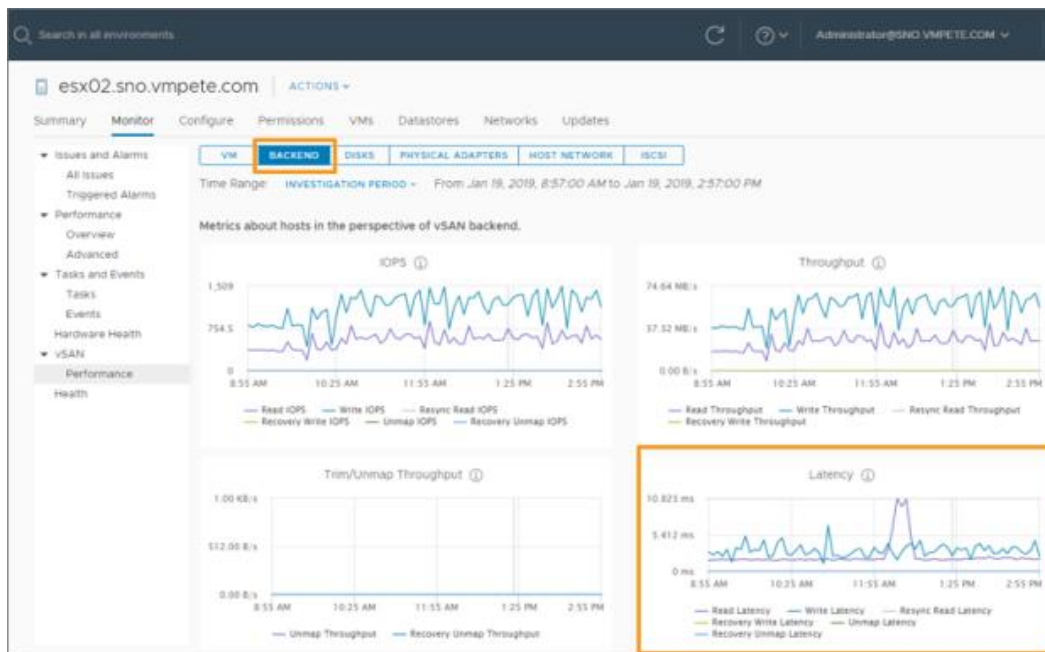 Search in all environments
Administrator@SNO.VMPETE.COM
esx02.sno.vmpete.com ACTIONS
Summary Monitor Configure Permissions VMs Datastores Networks Updates
Issues and Alarms
All Issues
Triggered Alarms
Performance
Overview
Advanced
Tasks and Events
Tasks
Events
Hardware Health
vSAN
Performance
Health
VM BACKEND DISKS PHYSICAL ADAPTERS HOST NETWORK ISCSI
Time Range: INVESTIGATION PERIOD From Jan 19, 2019, 8:57:00 AM to Jan 19, 2019, 2:57:00 PM
Metrics about hosts in the perspective of vSAN backend.
IOPS
1,509
754.5
0
8:55 AM 10:25 AM 11:55 AM 1:25 PM 2:55 PM
Read IOPS Write IOPS Resync Read IOPS
Recovery Write IOPS Unmap IOPS Recovery Unmap IOPS
Throughput
74.64 MB/s
37.32 MB/s
0.00 B/s
8:55 AM 10:25 AM 11:55 AM 1:25 PM 2:55 PM
Read Throughput Write Throughput Resync Read Throughput
Recovery Write Throughput
Trim/Unmap Throughput
1.00 KB/s
512.00 B/s
0.00 B/s
8:55 AM 10:25 AM 11:55 AM 1:25 PM 2:55 PM
Unmap Throughput Recovery Unmap Throughput
Latency
10.823 ms
5.412 ms
0 ms
8:55 AM 10:25 AM 11:55 AM 1:25 PM 2:55 PM
Read Latency Write Latency Resync Read Latency
Recovery Write Latency Unmap Latency
Recovery Unmap Latency